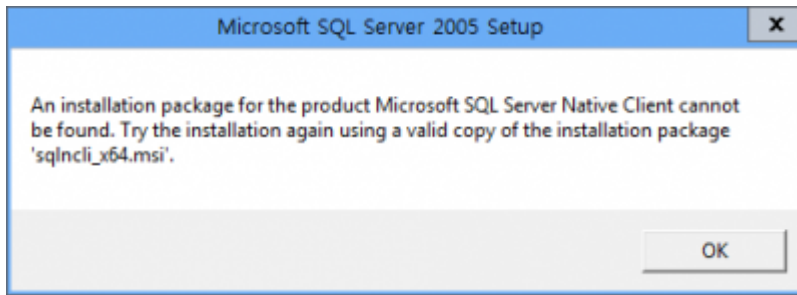 Microsoft SQL Server 2005 Setup
x
An installation package for the product Microsoft SQL Server Native Client cannot
be found. Try the installation again using a valid copy of the installation package
'sqlncli_x64.msi'.
OK